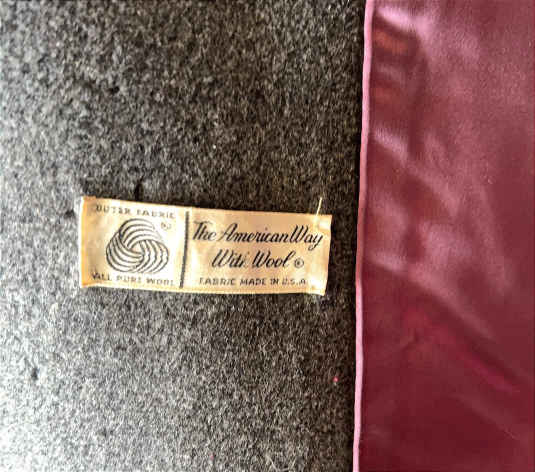 OUTER FABRIC
®
ALL PURE WOOL
The American Way
With Wool ®
FABRIC MADE IN U.S.A.